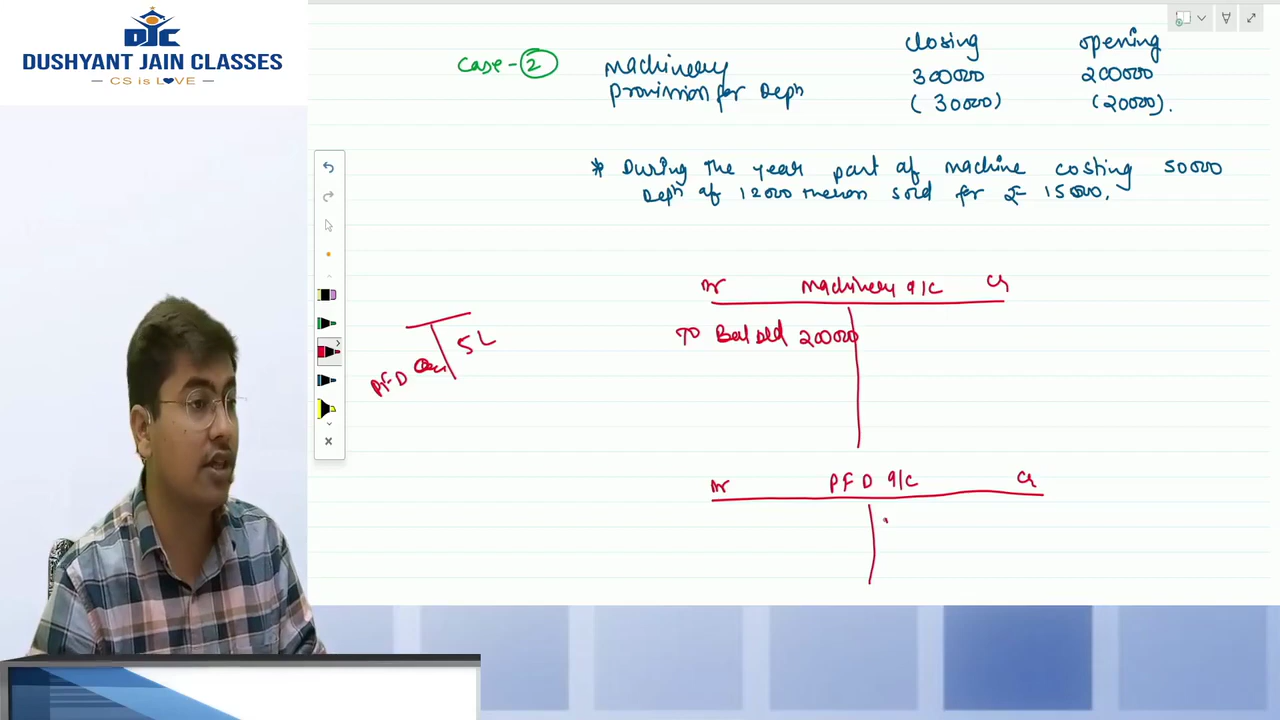 DUSHYANT JAIN CLASSES
CS is LOVE
Case - 2
closing opening
Machinery 300000 200000
Provision for Depn (30000) (20000).
* During the year part of machine costing 50000
Depn of 12000 thereon sold for ₹ 15000.
Dr Machinery a/c Cr
To Bal b/d 200000
5L
PFD
Dr PFD a/c Cr